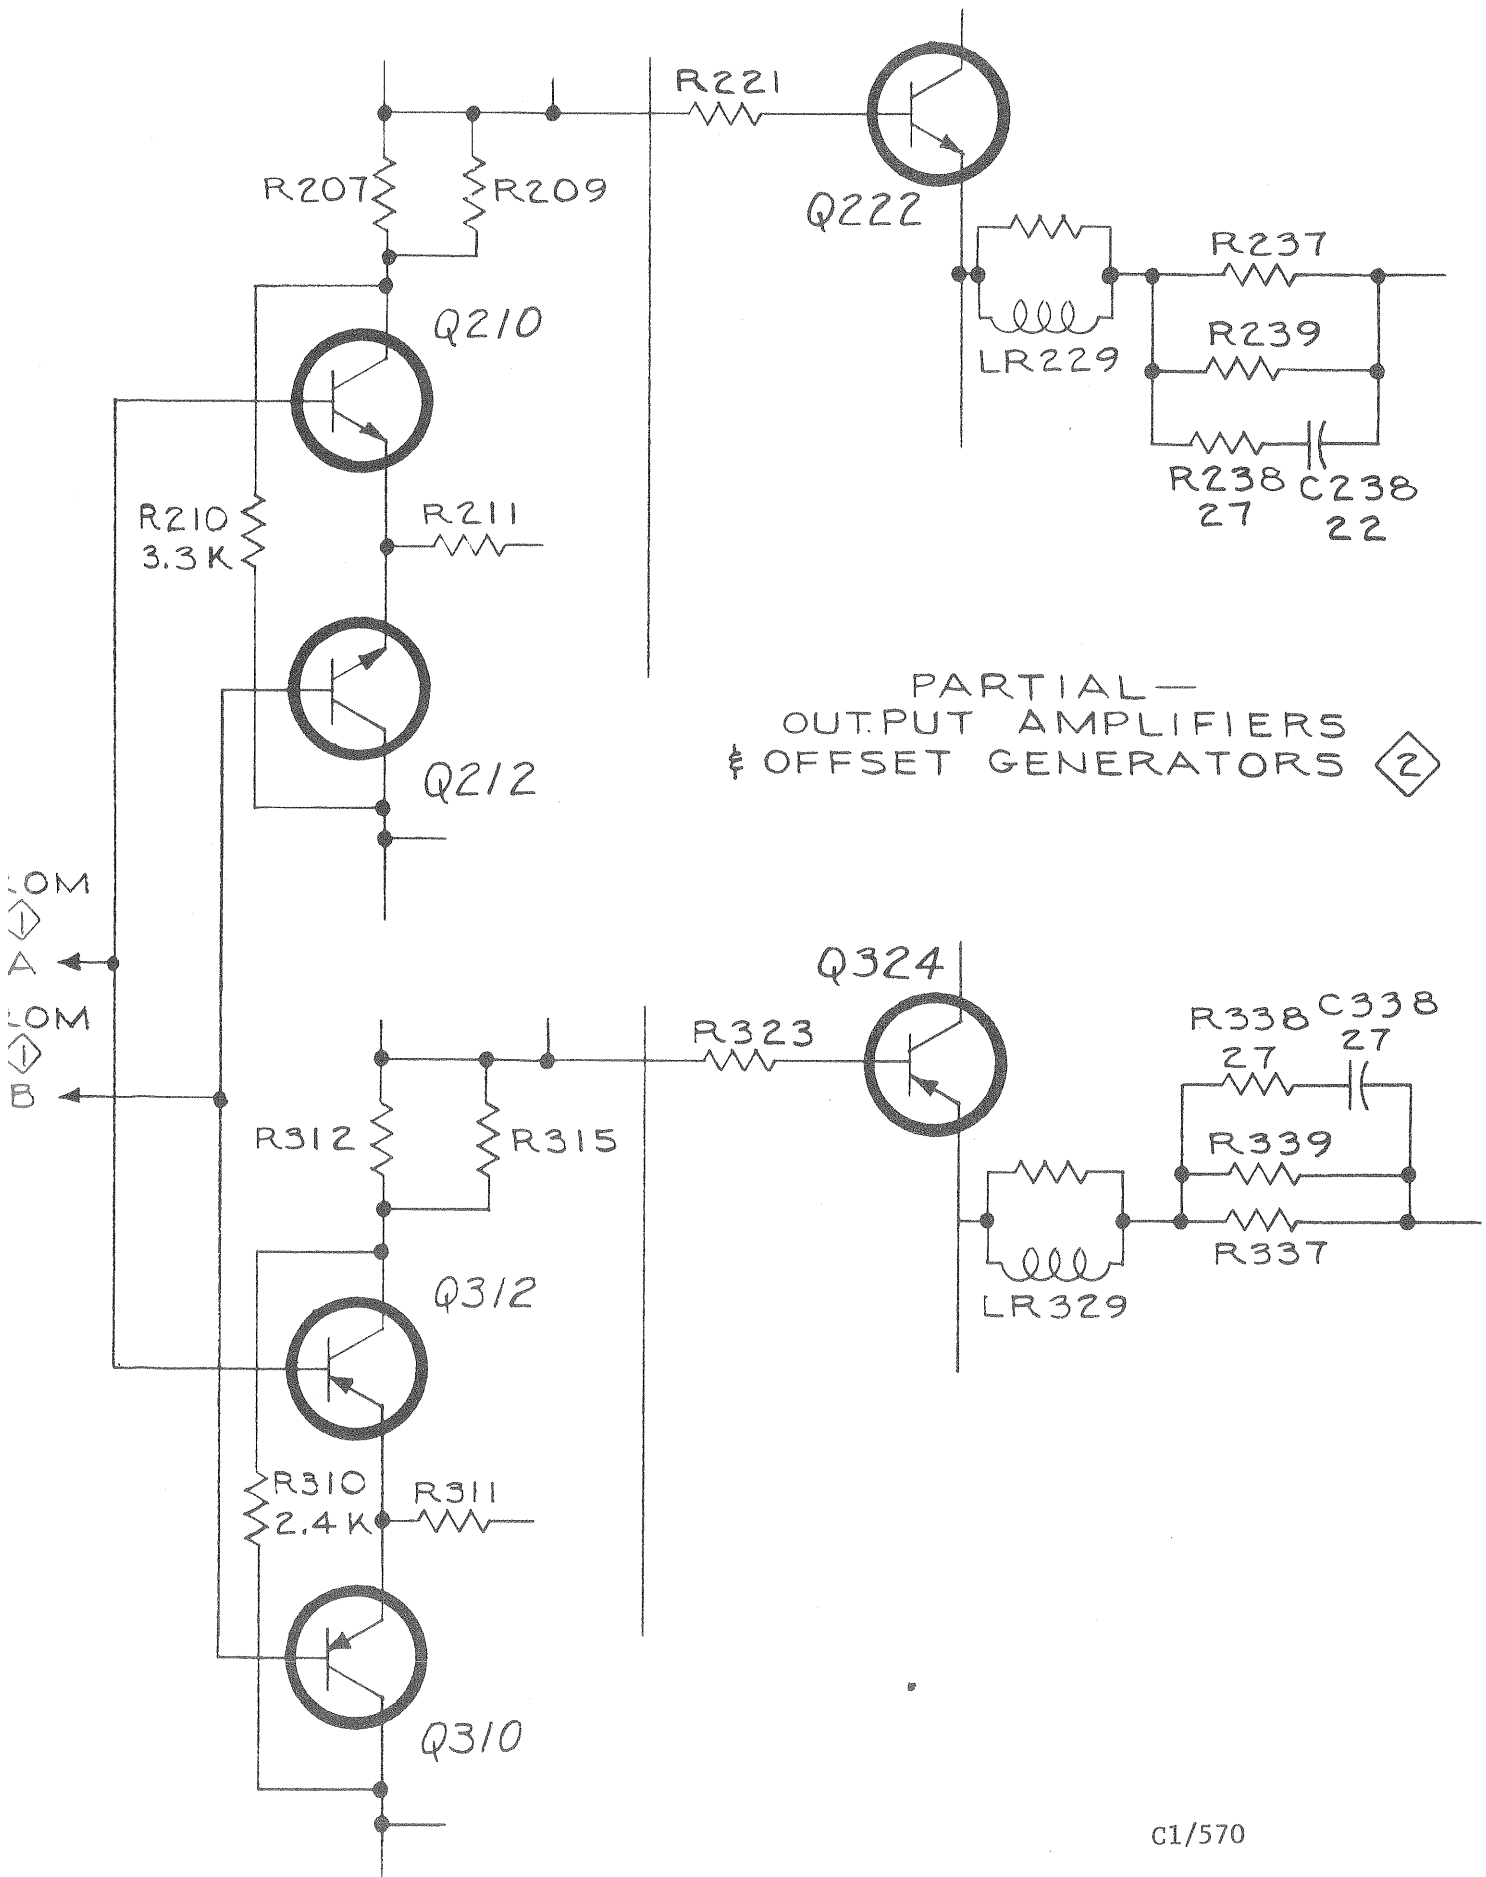 R221
R207
R209
Q222
R237
Q210
R239
LR229
R210
3.3K
R211
R238
27
C238
22
PARTIAL—
OUTPUT AMPLIFIERS
& OFFSET GENERATORS 2
Q212
OM
1
A
Q324
OM
1
B
R323
R338
27
C338
27
R312
R315
R339
R337
Q312
LR329
R310
2.4K
R311
Q310
C1/570